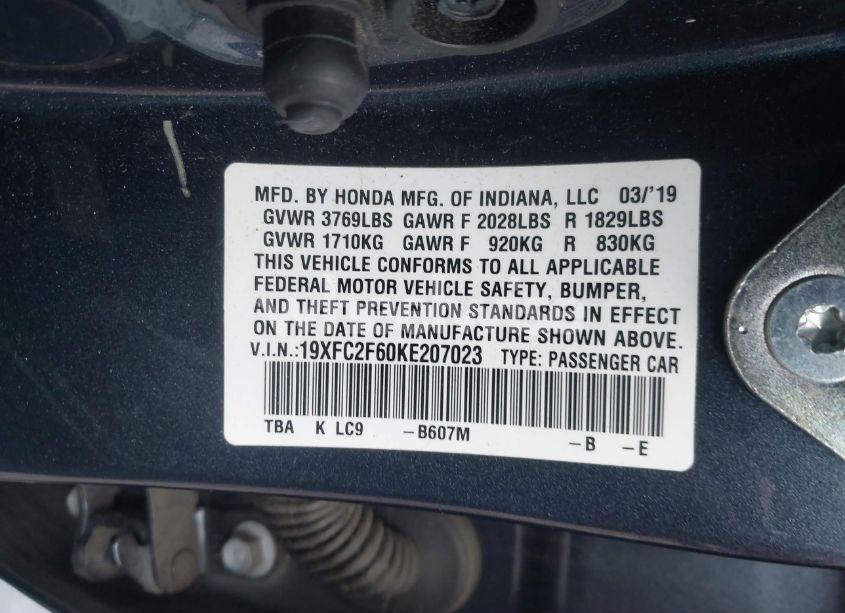 MFD. BY HONDA MFG. OF INDIANA, LLC 03/'19
GVWR 3769LBS GAWR F 2028LBS R 1829LBS
GVWR 1710KG GAWR F 920KG R 830KG
THIS VEHICLE CONFORMS TO ALL APPLICABLE
FEDERAL MOTOR VEHICLE SAFETY, BUMPER,
AND THEFT PREVENTION STANDARDS IN EFFECT
ON THE DATE OF MANUFACTURE SHOWN ABOVE.
V.I.N.:19XFC2F60KE207023 TYPE: PASSENGER CAR
TBA K LC9 -B607M -B -E